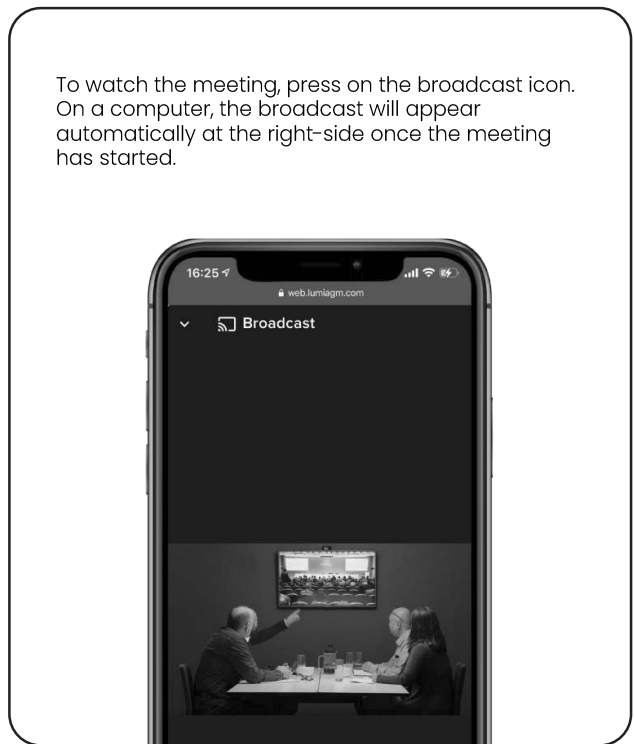 To watch the meeting, press on the broadcast icon.
On a computer, the broadcast will appear
automatically at the right-side once the meeting
has started.
16:25
web.lumiagm.com
Broadcast